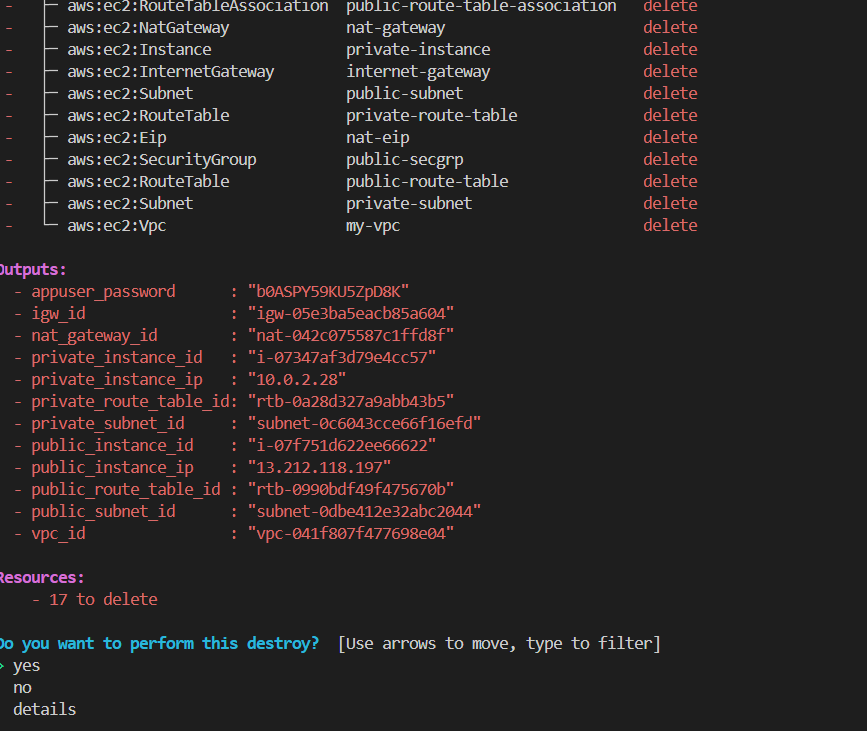 - ├─ aws:ec2:RouteTableAssociation public-route-table-association delete
- ├─ aws:ec2:NatGateway nat-gateway delete
- ├─ aws:ec2:Instance private-instance delete
- ├─ aws:ec2:InternetGateway internet-gateway delete
- ├─ aws:ec2:Subnet public-subnet delete
- ├─ aws:ec2:RouteTable private-route-table delete
- ├─ aws:ec2:Eip nat-eip delete
- ├─ aws:ec2:SecurityGroup public-secgrp delete
- ├─ aws:ec2:RouteTable public-route-table delete
- ├─ aws:ec2:Subnet private-subnet delete
- └─ aws:ec2:Vpc my-vpc delete
Outputs:
- appuser_password : "b0ASPY59KU5ZpD8K"
- igw_id : "igw-05e3ba5eacb85a604"
- nat_gateway_id : "nat-042c075587c1ffd8f"
- private_instance_id : "i-07347af3d79e4cc57"
- private_instance_ip : "10.0.2.28"
- private_route_table_id: "rtb-0a28d327a9abb43b5"
- private_subnet_id : "subnet-0c6043cce66f16efd"
- public_instance_id : "i-07f751d622ee66622"
- public_instance_ip : "13.212.118.197"
- public_route_table_id : "rtb-0990bdf49f475670b"
- public_subnet_id : "subnet-0dbe412e32abc2044"
- vpc_id : "vpc-041f807f477698e04"
Resources:
- 17 to delete
Do you want to perform this destroy? [Use arrows to move, type to filter]
> yes
no
details